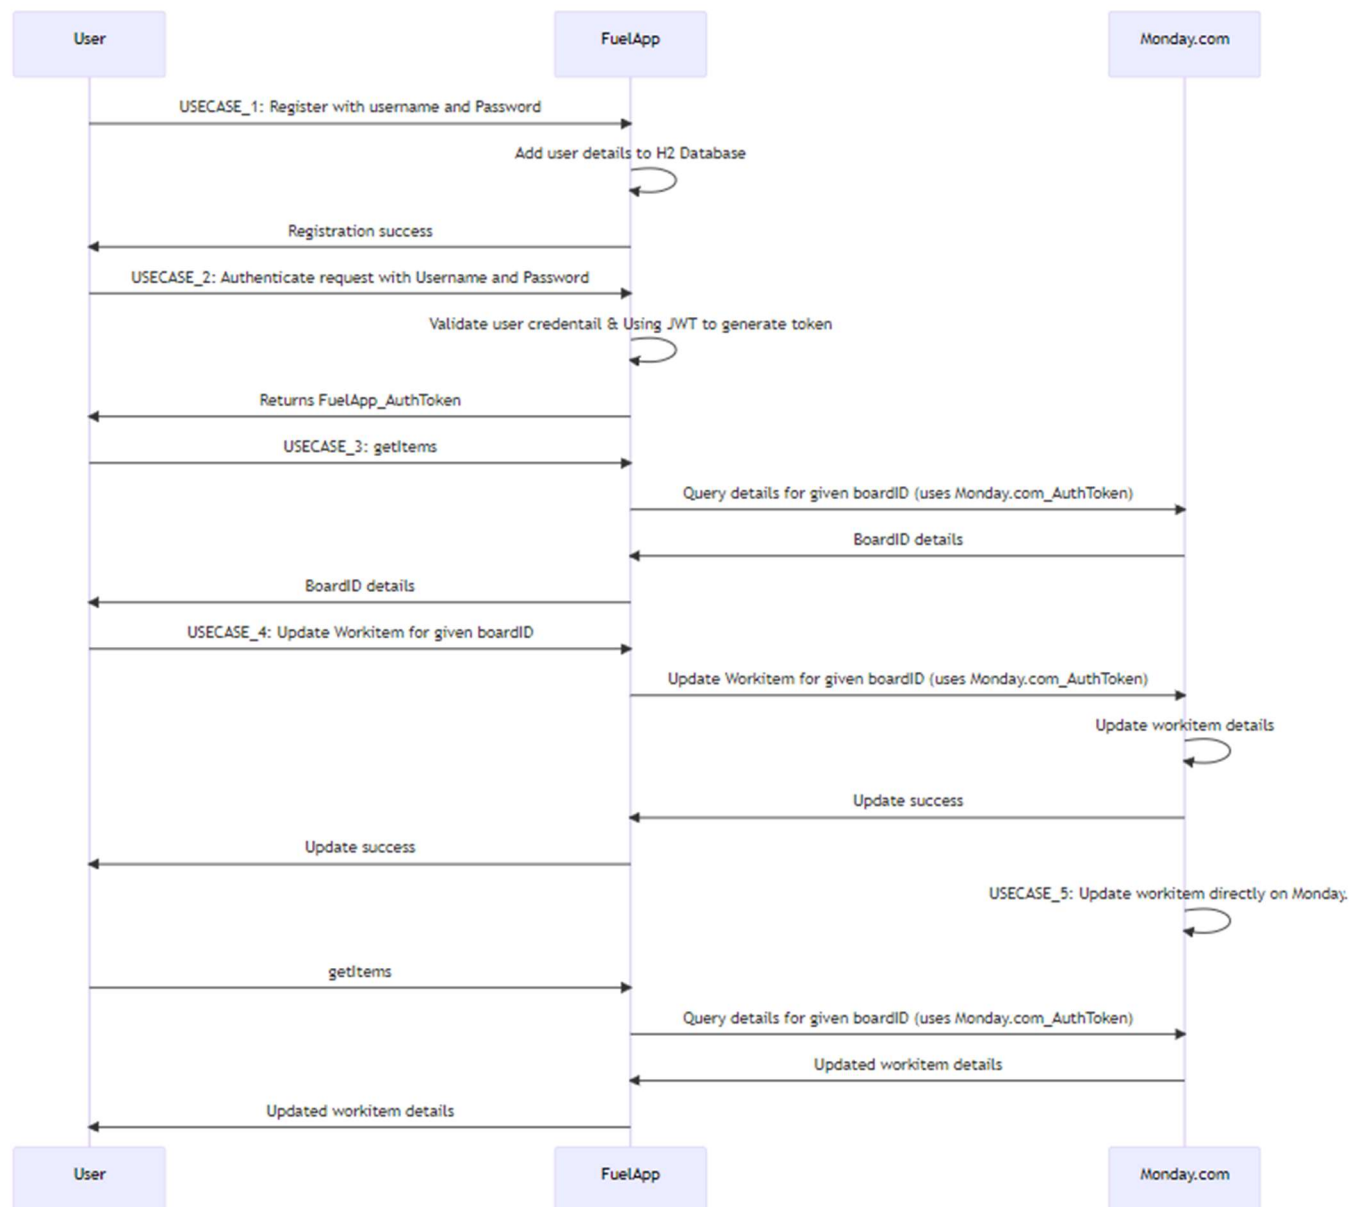 User
FuelApp
Monday.com
USECASE_1: Register with username and Password
Add user details to H2 Database
Registration success
USECASE_2: Authenticate request with Username and Password
Validate user credentail & Using JWT to generate token
Returns FuelApp_AuthToken
USECASE_3: getItems
Query details for given boardID (uses Monday.com_AuthToken)
BoardID details
BoardID details
USECASE_4: Update Workitem for given boardID
Update Workitem for given boardID (uses Monday.com_AuthToken)
Update workitem details
Update success
Update success
USECASE_5: Update workitem directly on Monday.
getItems
Query details for given boardID (uses Monday.com_AuthToken)
Updated workitem details
Updated workitem details
User
FuelApp
Monday.com